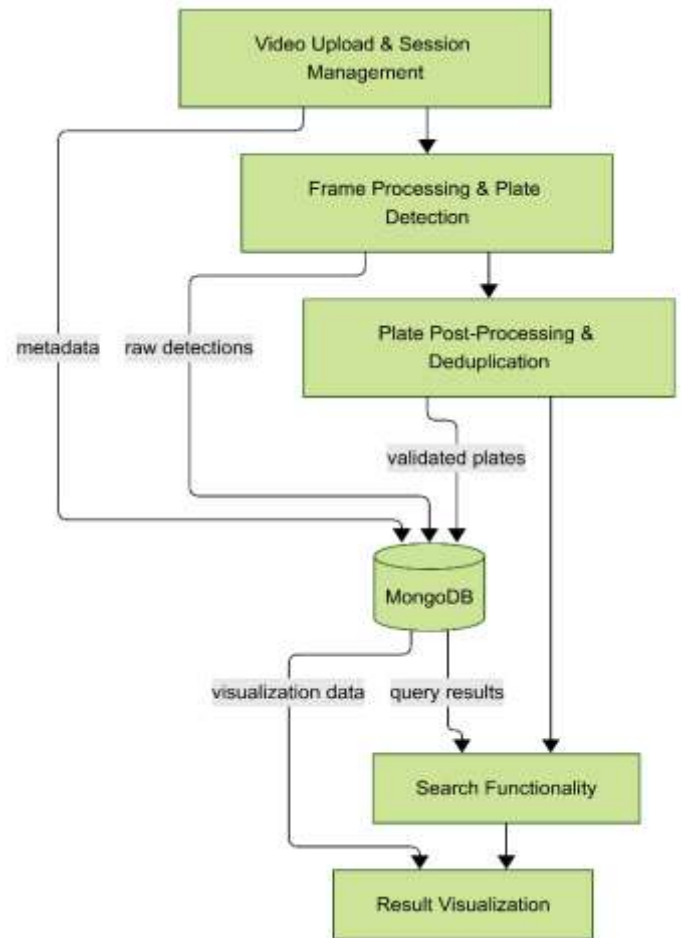 Video Upload & Session
Management
Frame Processing & Plate
Detection
Plate Post-Processing &
Deduplication
metadata
raw detections
validated plates
MongoDB
visualization data
query results
Search Functionality
Result Visualization